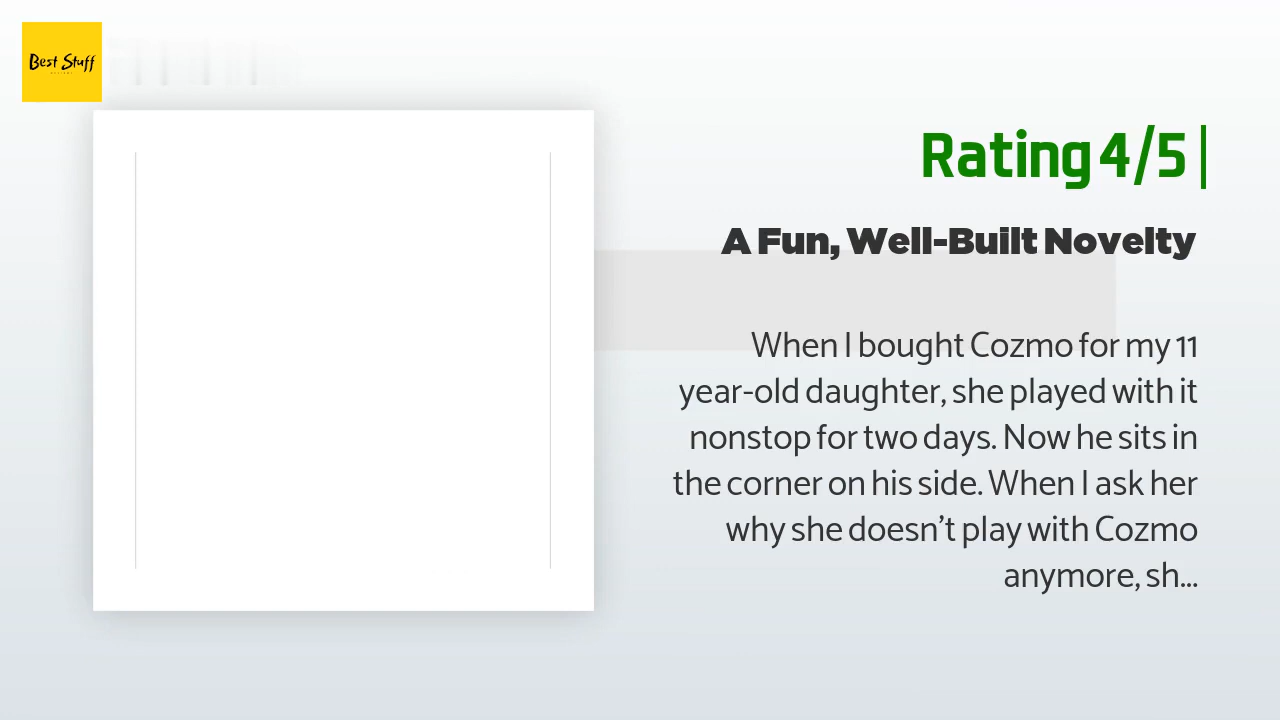 Best Stuff
Rating 4/5 |
A Fun, Well-Built Novelty
When I bought Cozmo for my 11
year-old daughter, she played with it
nonstop for two days. Now he sits in
the corner on his side. When I ask her
why she doesn't play with Cozmo
anymore, sh...